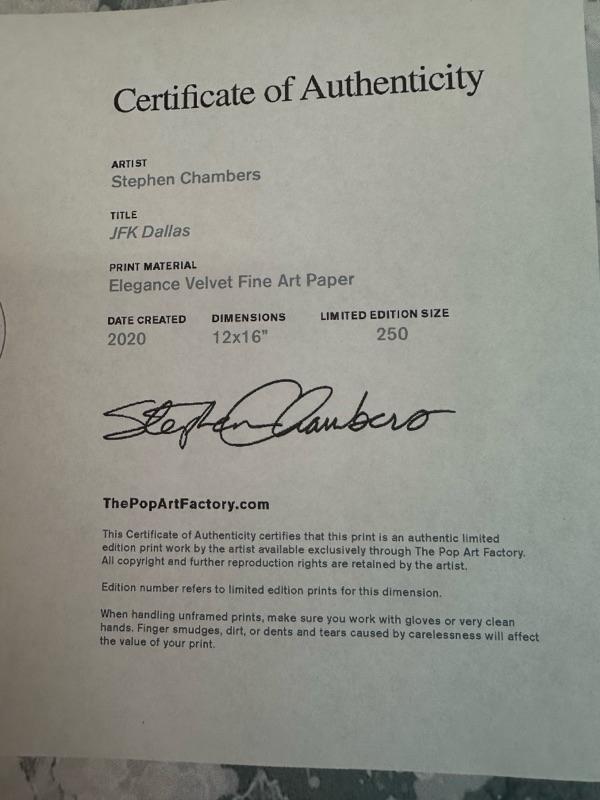 Certificate of Authenticity
ARTIST
Stephen Chambers
TITLE
JFK Dallas
PRINT MATERIAL
Elegance Velvet Fine Art Paper
DATE CREATED DIMENSIONS LIMITED EDITION SIZE
2020 12x16" 250
Stephen Chambers
ThePopArtFactory.com
This Certificate of Authenticity certifies that this print is an authentic limited
edition print work by the artist available exclusively through The Pop Art Factory.
All copyright and further reproduction rights are retained by the artist.
Edition number refers to limited edition prints for this dimension.
When handling unframed prints, make sure you work with gloves or very clean
hands. Finger smudges, dirt, or dents and tears caused by carelessness will affect
the value of your print.